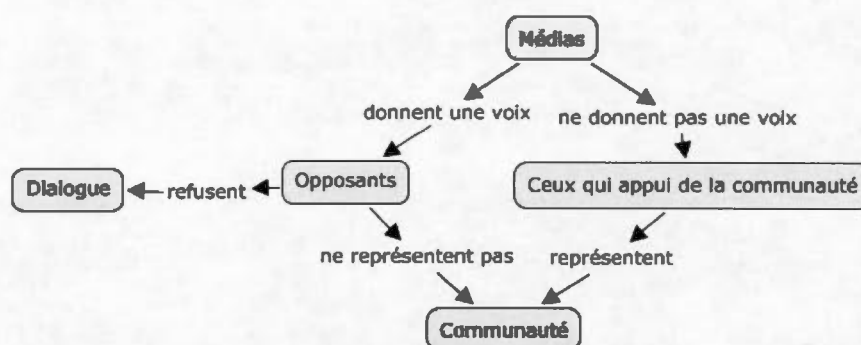 Médias
donnent une voix
ne donnent pas une voix
Dialogue
refusent
Opposants
Ceux qui appui de la communauté
ne représentent pas
représentent
Communauté